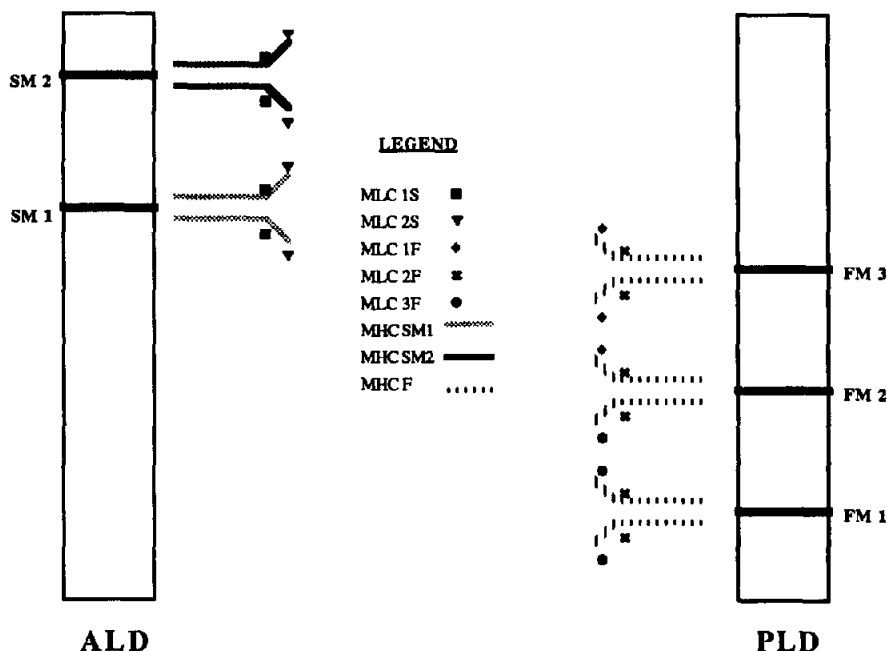 SM 2
SM 1
ALD
LEGEND
MLC 1S
MLC 2S
MLC 1F
MLC 2F
MLC 3F
MHC SM1
MHC SM2
MHC F
FM 3
FM 2
FM 1
PLD